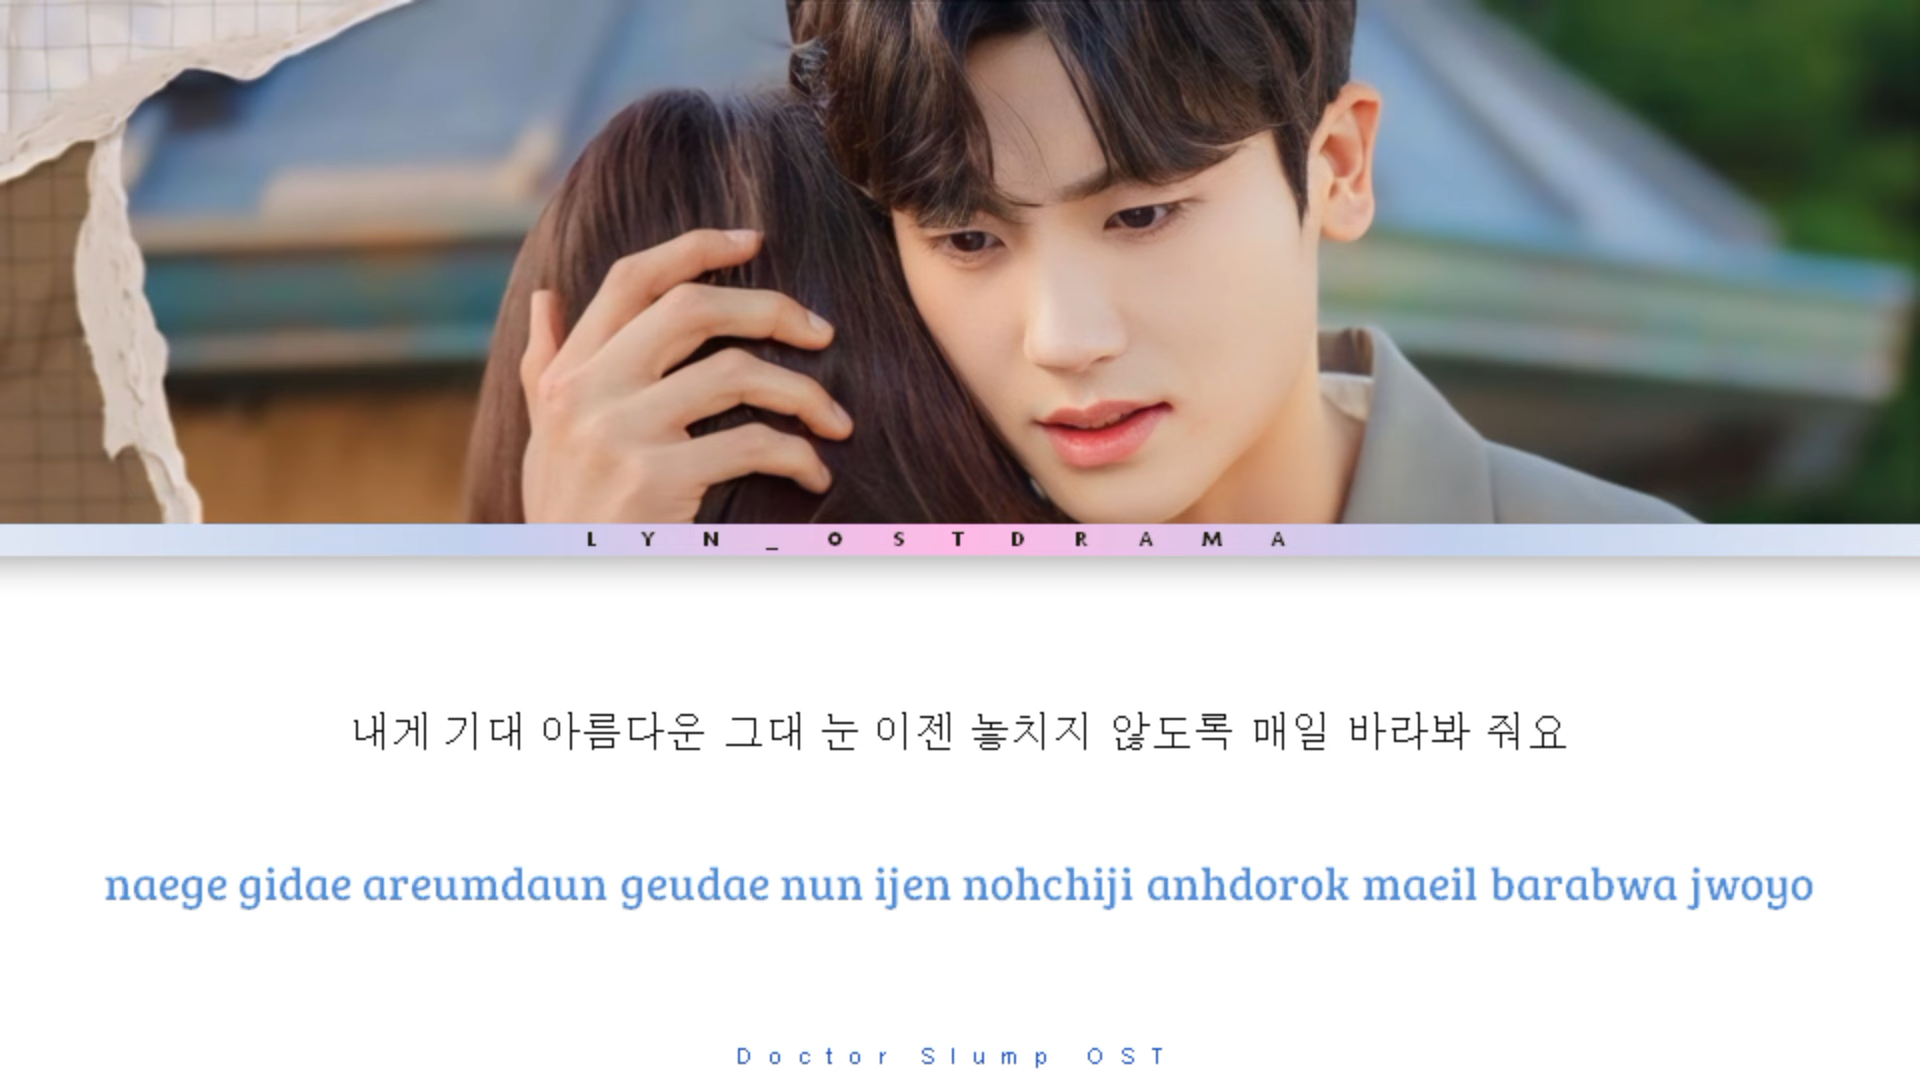 LYN_OSTDRAMA
내게 기대 아름다운 그대 눈 이젠 놓치지 않도록 매일 바라봐 줘요
naege gidae areumdaun geudae nun ijen nohchiji anhdorok maeil barabwa jwoyo
Doctor Slump OST